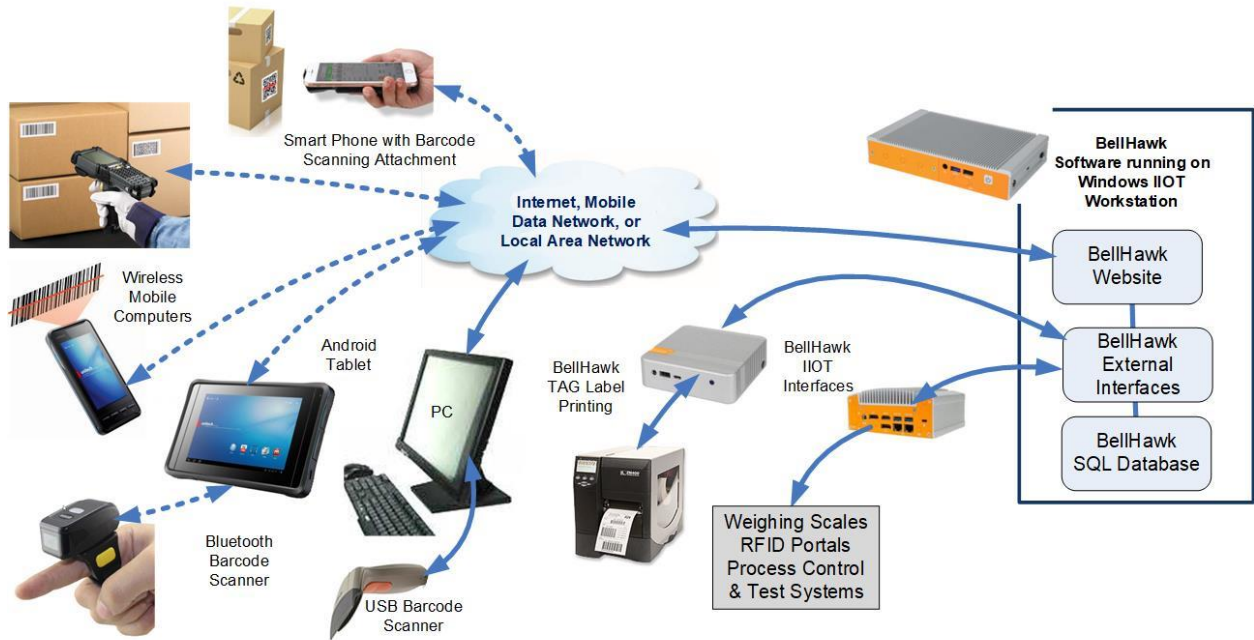 Smart Phone with Barcode
Scanning Attachment
Internet, Mobile
Data Network, or
Local Area Network
BellHawk
Software running on
Windows IIOT
Workstation
BellHawk
Website
BellHawk
External
Interfaces
BellHawk
SQL Database
Wireless
Mobile
Computers
Android
Tablet
PC
BellHawk
TAG Label
Printing
BellHawk
IIOT
Interfaces
Bluetooth
Barcode
Scanner
USB Barcode
Scanner
Weighing Scales
RFID Portals
Process Control
& Test Systems